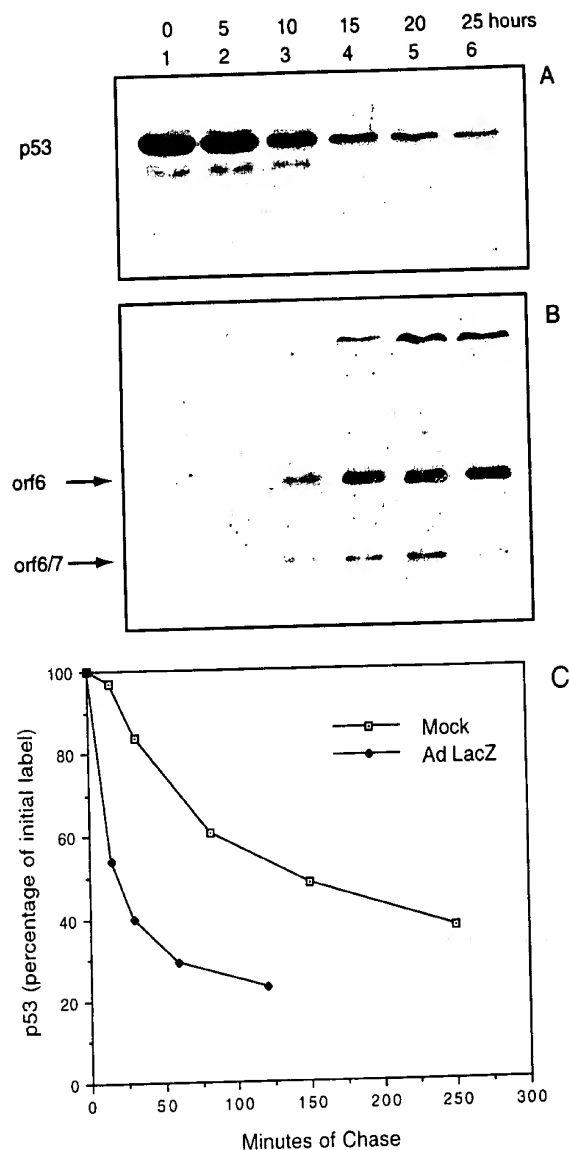 0 5 10 15 20 25 hours
1 2 3 4 5 6
A
p53
B
orf6
orf6/7
C
100
80
60
40
20
0
p53 (percentage of initial label)
Mock
Ad LacZ
0 50 100 150 200 250 300
Minutes of Chase